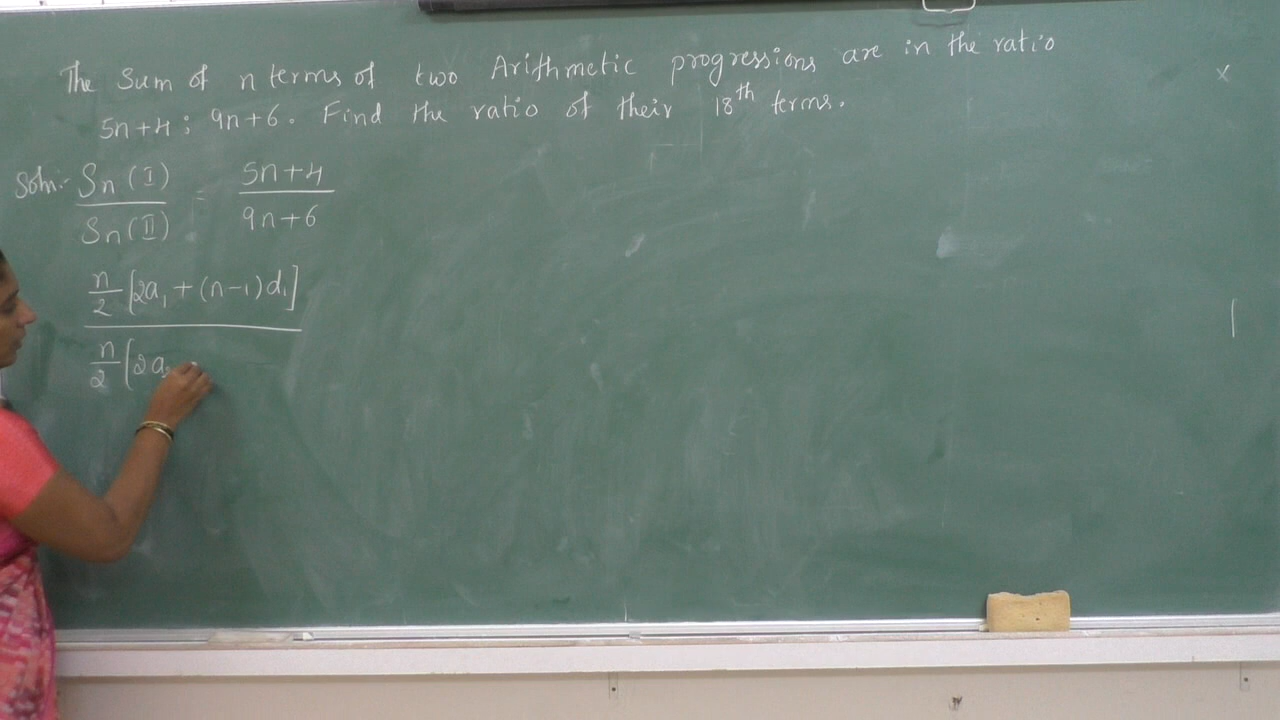 The Sum of n terms of two Arithmetic progressions are in the ratio
5n+4 : 9n+6. Find the ratio of their 18th terms.
Soln:- Sn (I) / Sn (II) = 5n+4 / 9n+6
n/2 [2a₁ + (n-1)d₁]
n/2 [2a₂
x